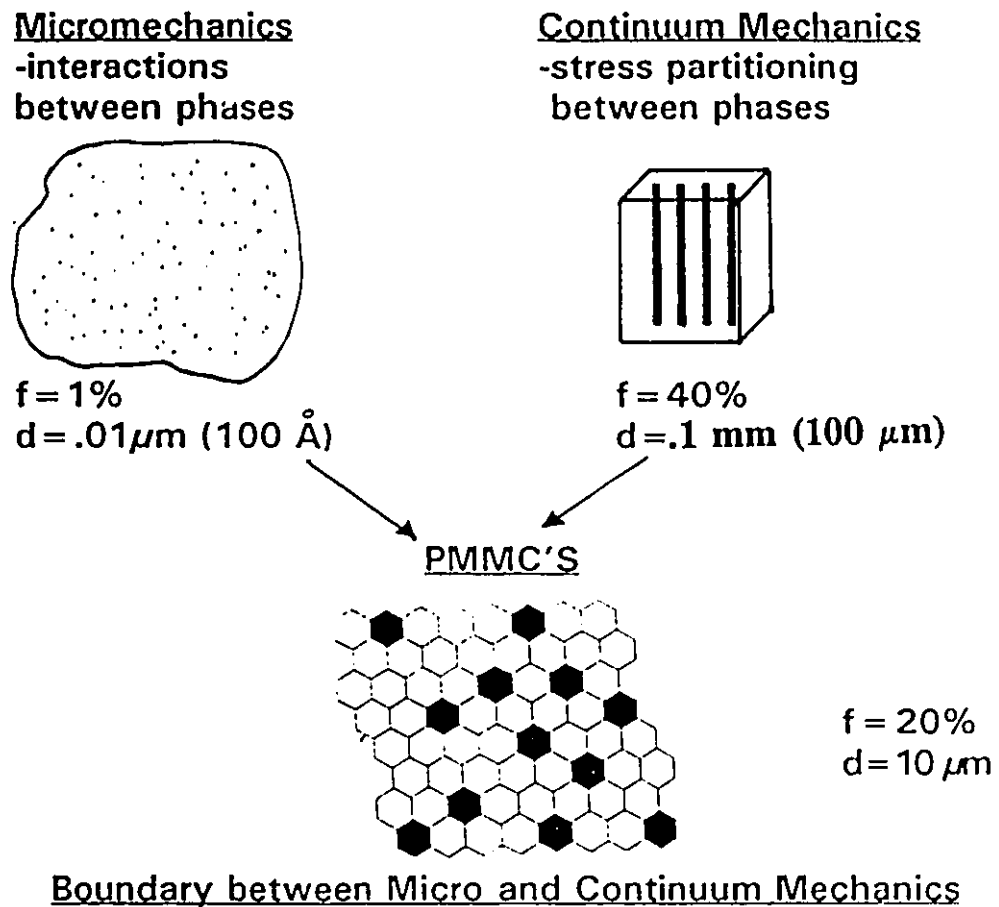 Micromechanics
-interactions
between phases
f = 1%
d = .01μm (100 Å)
Continuum Mechanics
-stress partitioning
between phases
f = 40%
d = .1 mm (100 μm)
PMMC'S
f = 20%
d = 10 μm
Boundary between Micro and Continuum Mechanics